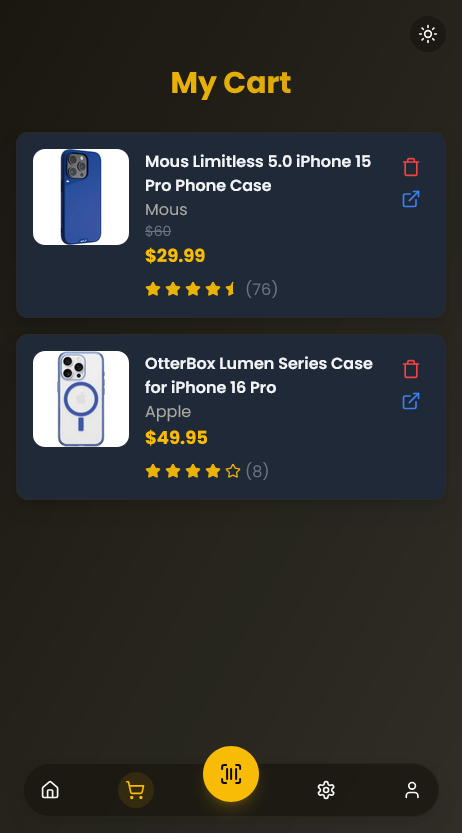 My Cart
Mous Limitless 5.0 iPhone 15
Pro Phone Case
Mous
$60
$29.99
(76)
OtterBox Lumen Series Case
for iPhone 16 Pro
Apple
$49.95
(8)